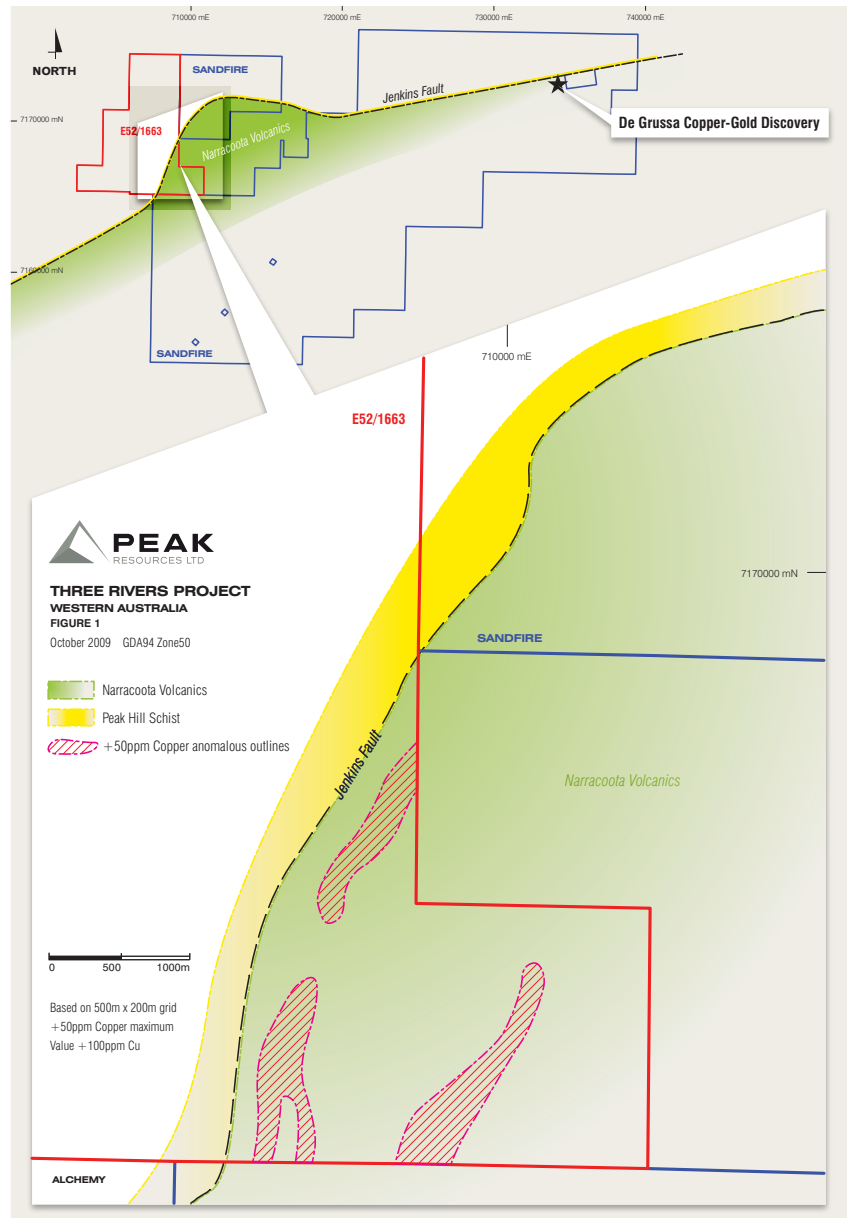 710000 mE
720000 mE
730000 mE
740000 mE
NORTH
SANDFIRE
Jenkins Fault
7170000 mN
E52/1663
Narracoota Volcanics
De Grussa Copper-Gold Discovery
7160000 mN
SANDFIRE
710000 mE
E52/1663
PEAK
RESOURCES LTD
THREE RIVERS PROJECT
WESTERN AUSTRALIA
FIGURE 1
October 2009 GDA94 Zone50
7170000 mN
SANDFIRE
Narracoota Volcanics
Peak Hill Schist
+50ppm Copper anomalous outlines
Jenkins Fault
Narracoota Volcanics
0 500 1000m
Based on 500m x 200m grid
+50ppm Copper maximum
Value +100ppm Cu
ALCHEMY